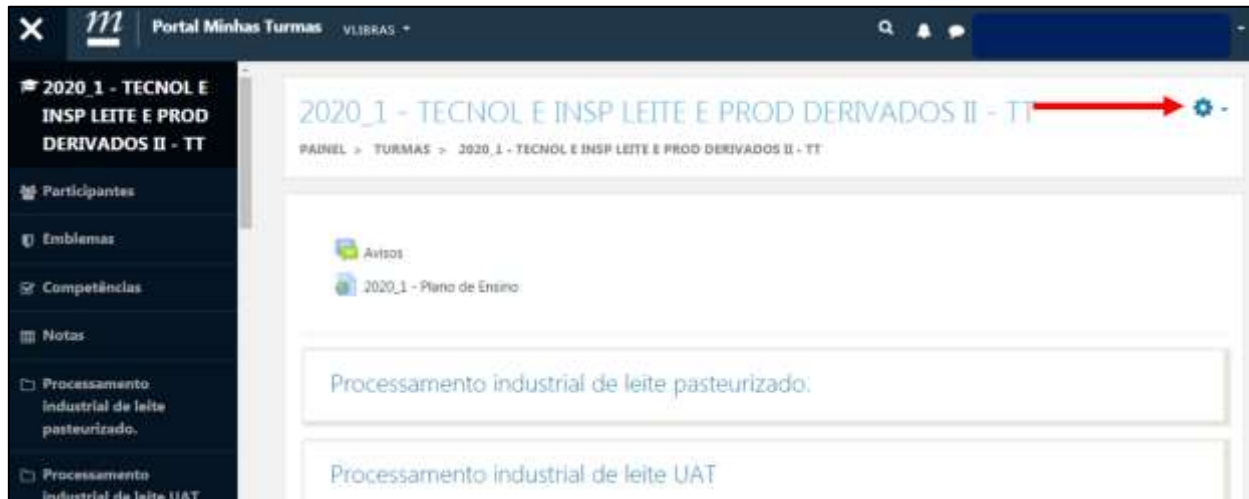 m Portal Minhas Turmas VLIBRAS
2020_1 - TECNOL E
INSP LEITE E PROD
DERIVADOS II - TT
Participantes
Emblemas
Competências
Notas
Processamento
industrial de leite
pasteurizado.
Processamento
industrial de leite UAT
2020_1 - TECNOL E INSP LEITE E PROD DERIVADOS II - TT
PAINEL > TURMAS > 2020_1 - TECNOL E INSP LEITE E PROD DERIVADOS II - TT
Avisos
2020_1 - Plano de Ensino
Processamento industrial de leite pasteurizado.
Processamento industrial de leite UAT